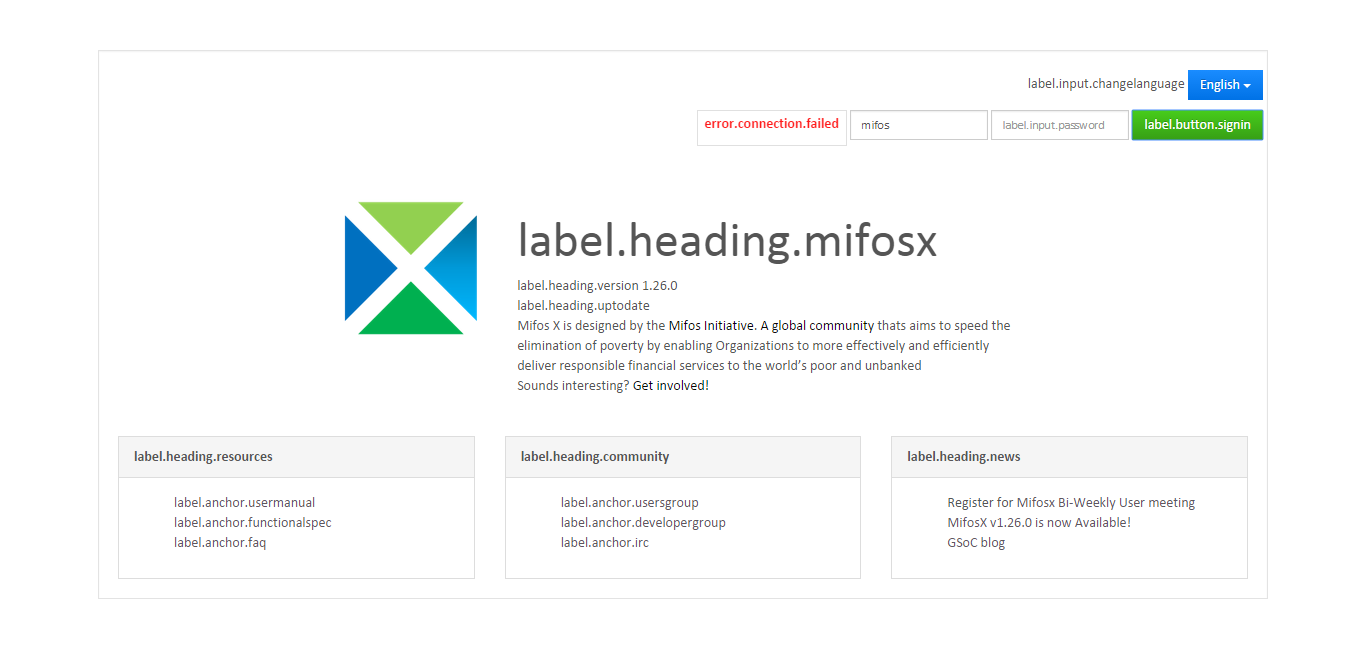 label.input.changelanguage English
error.connection.failed mifos label.input.password label.button.signin
label.heading.mifosx
label.heading.version 1.26.0
label.heading.uptodate
Mifos X is designed by the Mifos Initiative. A global community thats aims to speed the
elimination of poverty by enabling Organizations to more effectively and efficiently
deliver responsible financial services to the world’s poor and unbanked
Sounds interesting? Get involved!
label.heading.resources
label.anchor.usermanual
label.anchor.functionalspec
label.anchor.faq
label.heading.community
label.anchor.usersgroup
label.anchor.developergroup
label.anchor.irc
label.heading.news
Register for Mifosx Bi-Weekly User meeting
MifosX v1.26.0 is now Available!
GSoC blog